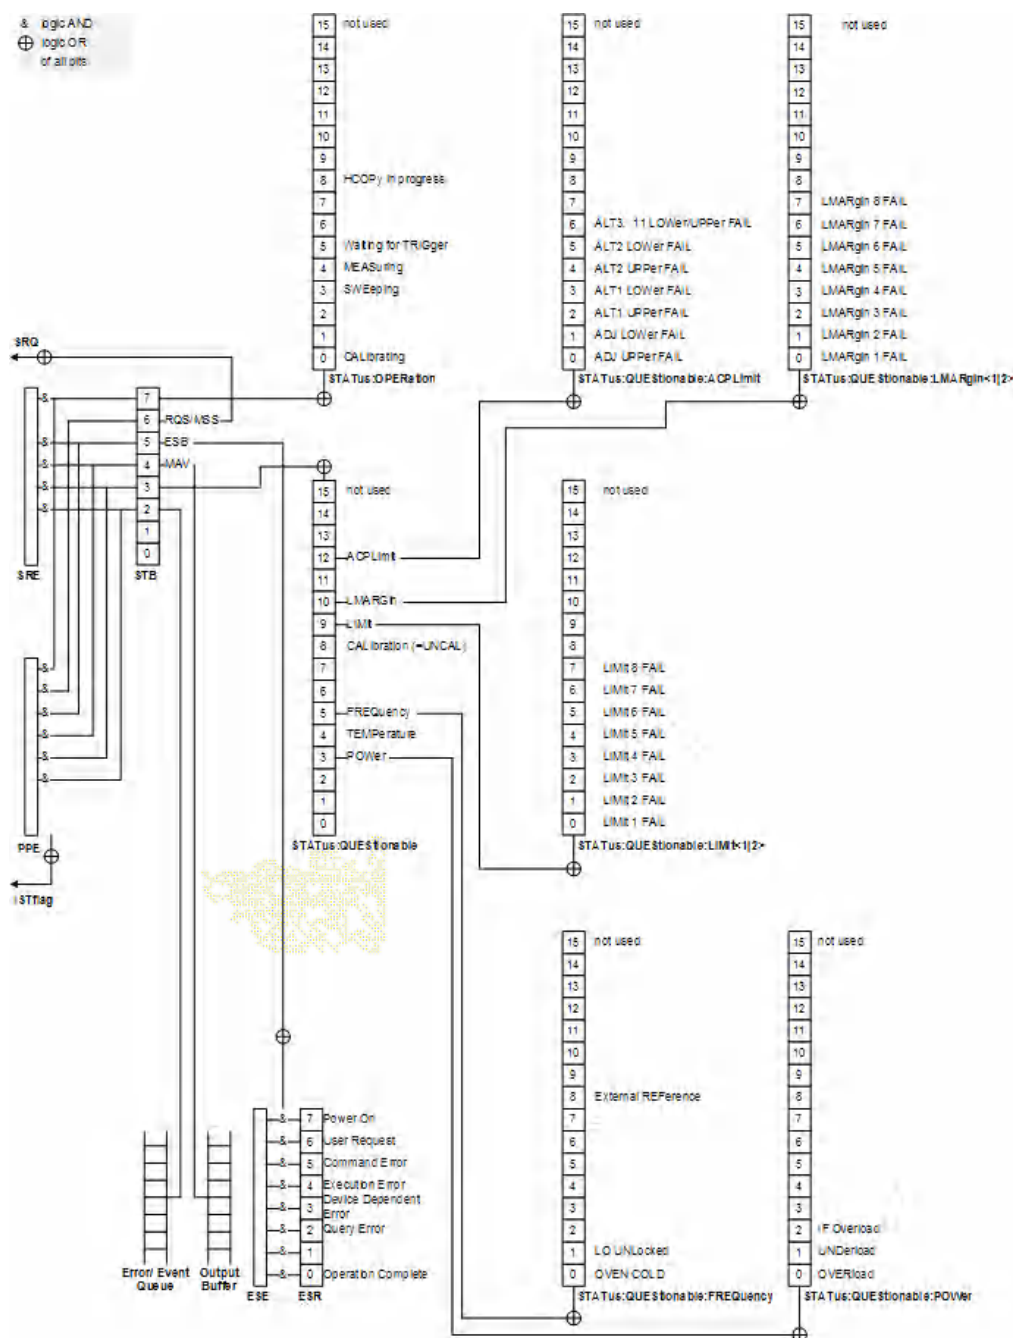 & logic AND
⊕ logic OR
of all bits
15 not used
14
13
12
11
10
9
8 HCOPy in progress
7
6
5 Waiting for TRIGger
4 MEASuring
3 SWEeping
2
1
0 CALibrating
STATus:OPERation
15 not used
14
13
12
11
10
9
8
7
6 ALT3. 11 LOWer/UPPer FAIL
5 ALT2 LOWer FAIL
4 ALT2 UPPer FAIL
3 ALT1 LOWer FAIL
2 ALT1 UPPer FAIL
1 ADJ LOWer FAIL
0 ADJ UPPer FAIL
STATus:QUEStionable:ACPLimit
15 not used
14
13
12
11
10
9
8
7 LMARgin 8 FAIL
6 LMARgin 7 FAIL
5 LMARgin 6 FAIL
4 LMARgin 5 FAIL
3 LMARgin 4 FAIL
2 LMARgin 3 FAIL
1 LMARgin 2 FAIL
0 LMARgin 1 FAIL
STATus:QUEStionable:LMARgin<1|2>
SRQ
&
&
&
&
&
SRE
7
6 RQS/MSS
5 ESB
4 MAV
3
2
1
0
STB
&
&
&
&
&
&
PPE
ISTflag
15 not used
14
13
12 ACPLimit
11
10 LMARGin
9 LIMit
8 CALibration (=UNCAL)
7
6
5 FREQuency
4 TEMPerature
3 POWer
2
1
0
STATus:QUEStionable
15 not used
14
13
12
11
10
9
8
7 LIMit 8 FAIL
6 LIMit 7 FAIL
5 LIMit 6 FAIL
4 LIMit 5 FAIL
3 LIMit 4 FAIL
2 LIMit 3 FAIL
1 LIMit 2 FAIL
0 LIMit 1 FAIL
STATus:QUEStionable:LIMit<1|2>
Error/ Event
Queue
Output
Buffer
& 7 Power On
& 6 User Request
& 5 Command Error
& 4 Execution Error
& 3 Device Dependent
Error
& 2 Query Error
& 1
& 0 Operation Complete
ESE ESR
15 not used
14
13
12
11
10
9
8 External REFerence
7
6
5
4
3
2
1 LO UNLocked
0 OVEN COLD
STATus:QUEStionable:FREQuency
15 not used
14
13
12
11
10
9
8
7
6
5
4
3
2 IF Overload
1 UNDerload
0 OVERload
STATus:QUEStionable:POWer